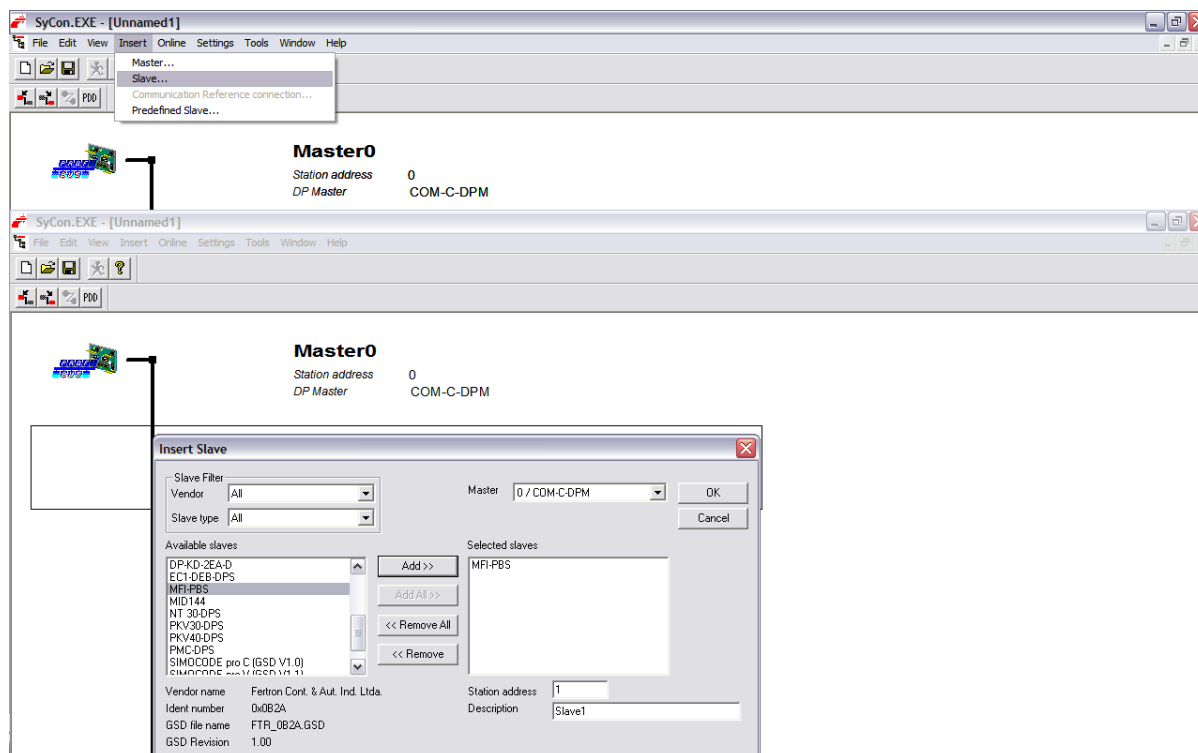 SyCon.EXE - [Unnamed1]
File Edit View Insert Online Settings Tools Window Help
Master...
Slave...
Communication Reference connection...
Predefined Slave...
PDD
Master0
Station address 0
DP Master COM-C-DPM
SyCon.EXE - [Unnamed1]
File Edit View Insert Online Settings Tools Window Help
PDD
Master0
Station address 0
DP Master COM-C-DPM
Insert Slave
Slave Filter
Vendor All
Master 0 / COM-C-DPM
OK
Slave type All
Cancel
Available slaves
Selected slaves
DP-KD-2EA-D
EC1-DEB-DPS
MFI-PBS
MID144
NT 30-DPS
PKV30-DPS
PKV40-DPS
PMC-DPS
SIMOCODE pro C (GSD V1.0)
SIMOCODE pro V (GSD V1.1)
Add >>
Add All >>
<< Remove All
<< Remove
MFI-PBS
Vendor name Fertron Cont. & Aut. Ind. Ltda.
Ident number 0x0B2A
GSD file name FTR_0B2A.GSD
GSD Revision 1.00
Station address 1
Description Slave1